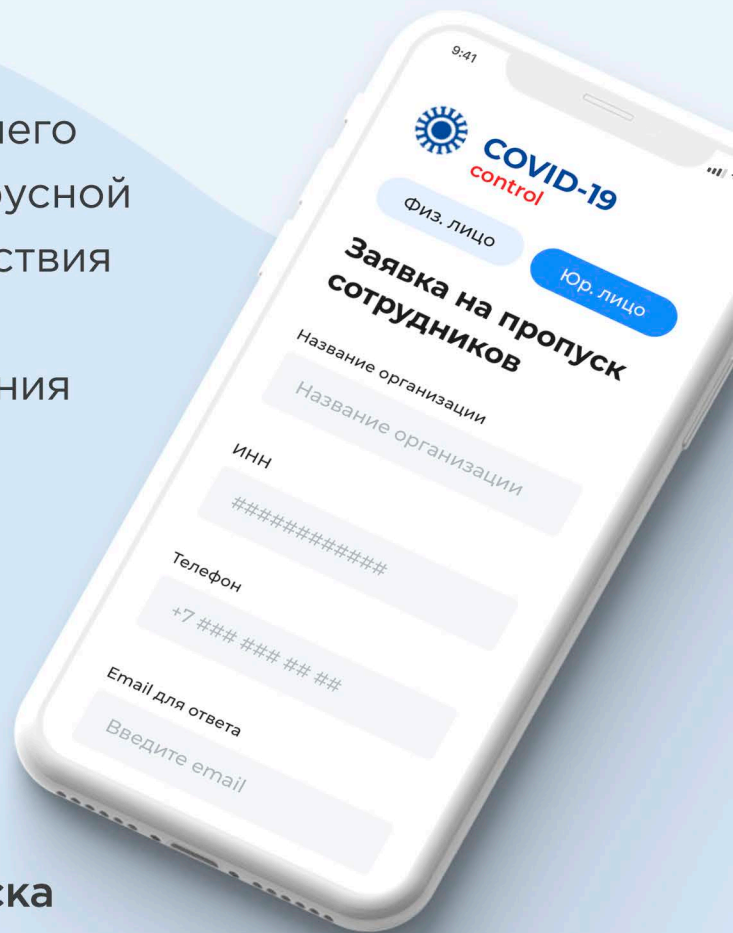 его
русной
ствия
ния
ска
9:41
COVID-19
control
Физ. лицо
Юр. лицо
Заявка на пропуск
сотрудников
Название организации
Название организации
ИНН
############
Телефон
+7 ### ### ## ##
Email для ответа
Введите email